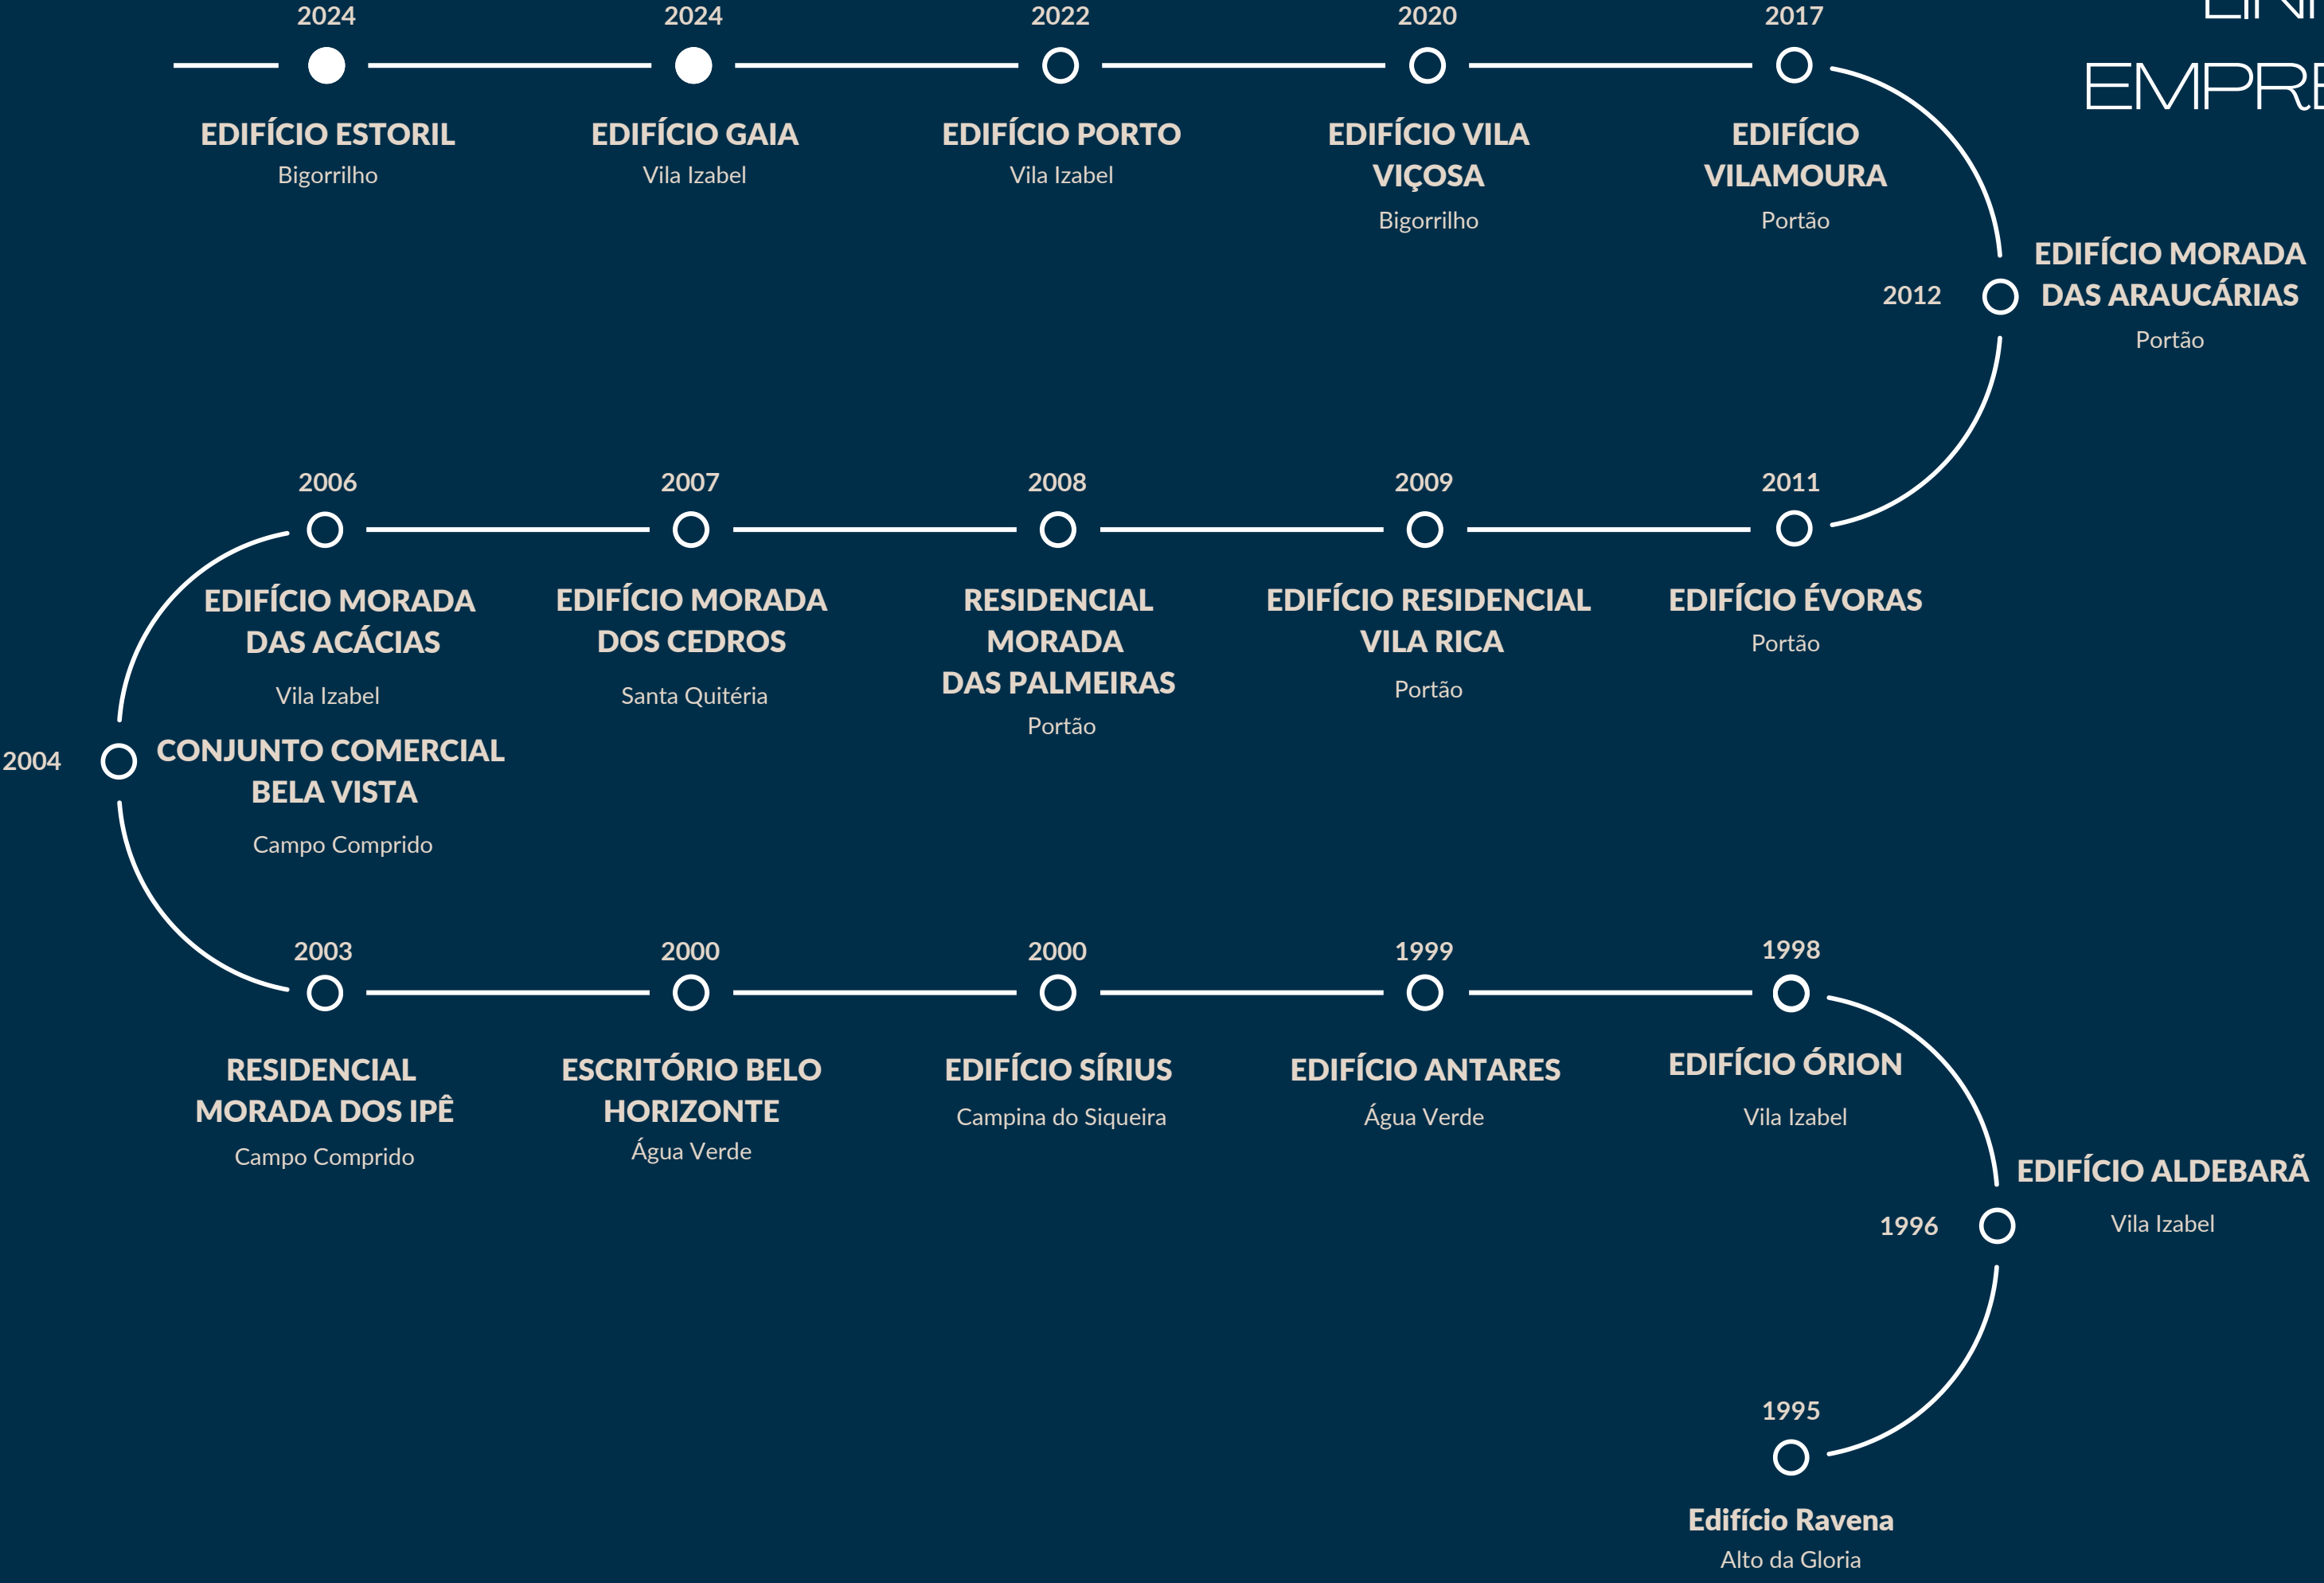 2024
EDIFÍCIO ESTORIL
Bigorrilho
2024
EDIFÍCIO GAIA
Vila Izabel
2022
EDIFÍCIO PORTO
Vila Izabel
2020
EDIFÍCIO VILA
VIÇOSA
Bigorrilho
2017
EDIFÍCIO
VILAMOURA
Portão
2012
EDIFÍCIO MORADA
DAS ARAUCÁRIAS
Portão
2006
EDIFÍCIO MORADA
DAS ACÁCIAS
Vila Izabel
2007
EDIFÍCIO MORADA
DOS CEDROS
Santa Quitéria
2008
RESIDENCIAL
MORADA
DAS PALMEIRAS
Portão
2009
EDIFÍCIO RESIDENCIAL
VILA RICA
Portão
2011
EDIFÍCIO ÉVORAS
Portão
2004
CONJUNTO COMERCIAL
BELA VISTA
Campo Comprido
2003
RESIDENCIAL
MORADA DOS IPÊ
Campo Comprido
2000
ESCRITÓRIO BELO
HORIZONTE
Água Verde
2000
EDIFÍCIO SÍRIUS
Campina do Siqueira
1999
EDIFÍCIO ANTARES
Água Verde
1998
EDIFÍCIO ÓRION
Vila Izabel
1996
EDIFÍCIO ALDEBARÃ
Vila Izabel
1995
Edifício Ravena
Alto da Gloria